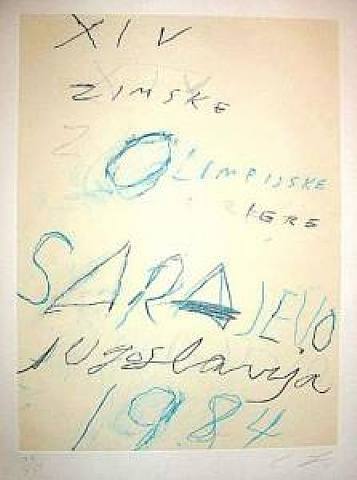 XIV
ZIMSKE
OLIMPIJSKE
IGRE
SARAJEVO
Jugoslavija
1984